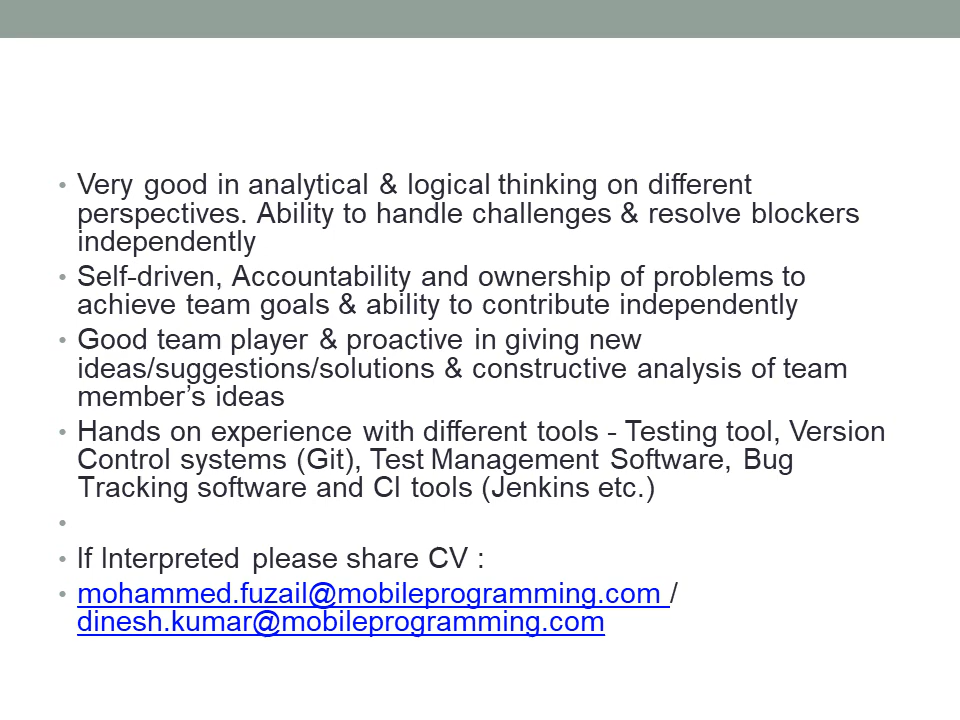 • Very good in analytical & logical thinking on different
perspectives. Ability to handle challenges & resolve blockers
independently
• Self-driven, Accountability and ownership of problems to
achieve team goals & ability to contribute independently
• Good team player & proactive in giving new
ideas/suggestions/solutions & constructive analysis of team
member’s ideas
• Hands on experience with different tools - Testing tool, Version
Control systems (Git), Test Management Software, Bug
Tracking software and CI tools (Jenkins etc.)
•
• If Interpreted please share CV :
• mohammed.fuzail@mobileprogramming.com /
dinesh.kumar@mobileprogramming.com